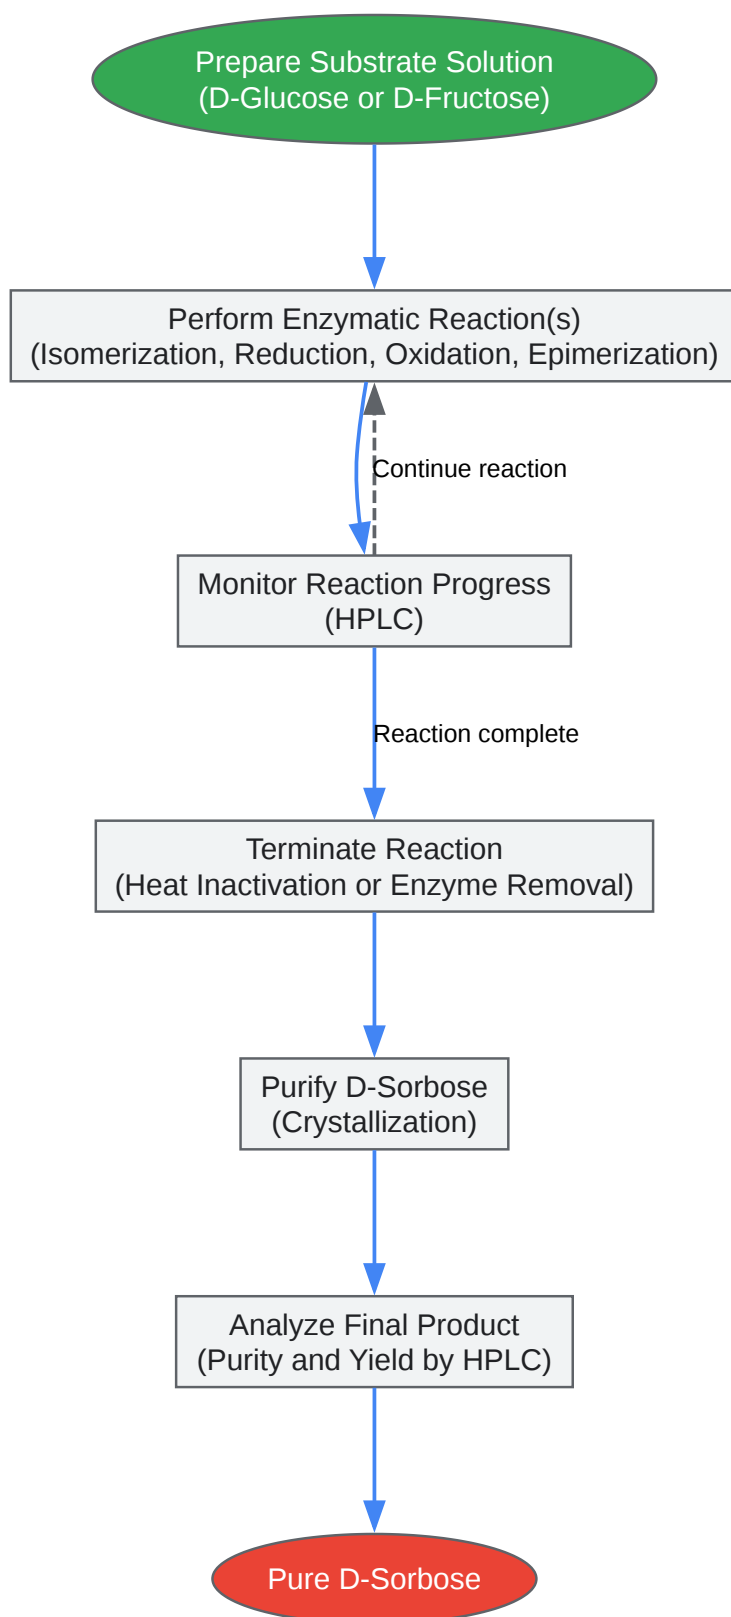 Prepare Substrate Solution
(D-Glucose or D-Fructose)
Perform Enzymatic Reaction(s)
(Isomerization, Reduction, Oxidation, Epimerization)
Continue reaction
Monitor Reaction Progress
(HPLC)
Reaction complete
Terminate Reaction
(Heat Inactivation or Enzyme Removal)
Purify D-Sorbose
(Crystallization)
Analyze Final Product
(Purity and Yield by HPLC)
Pure D-Sorbose